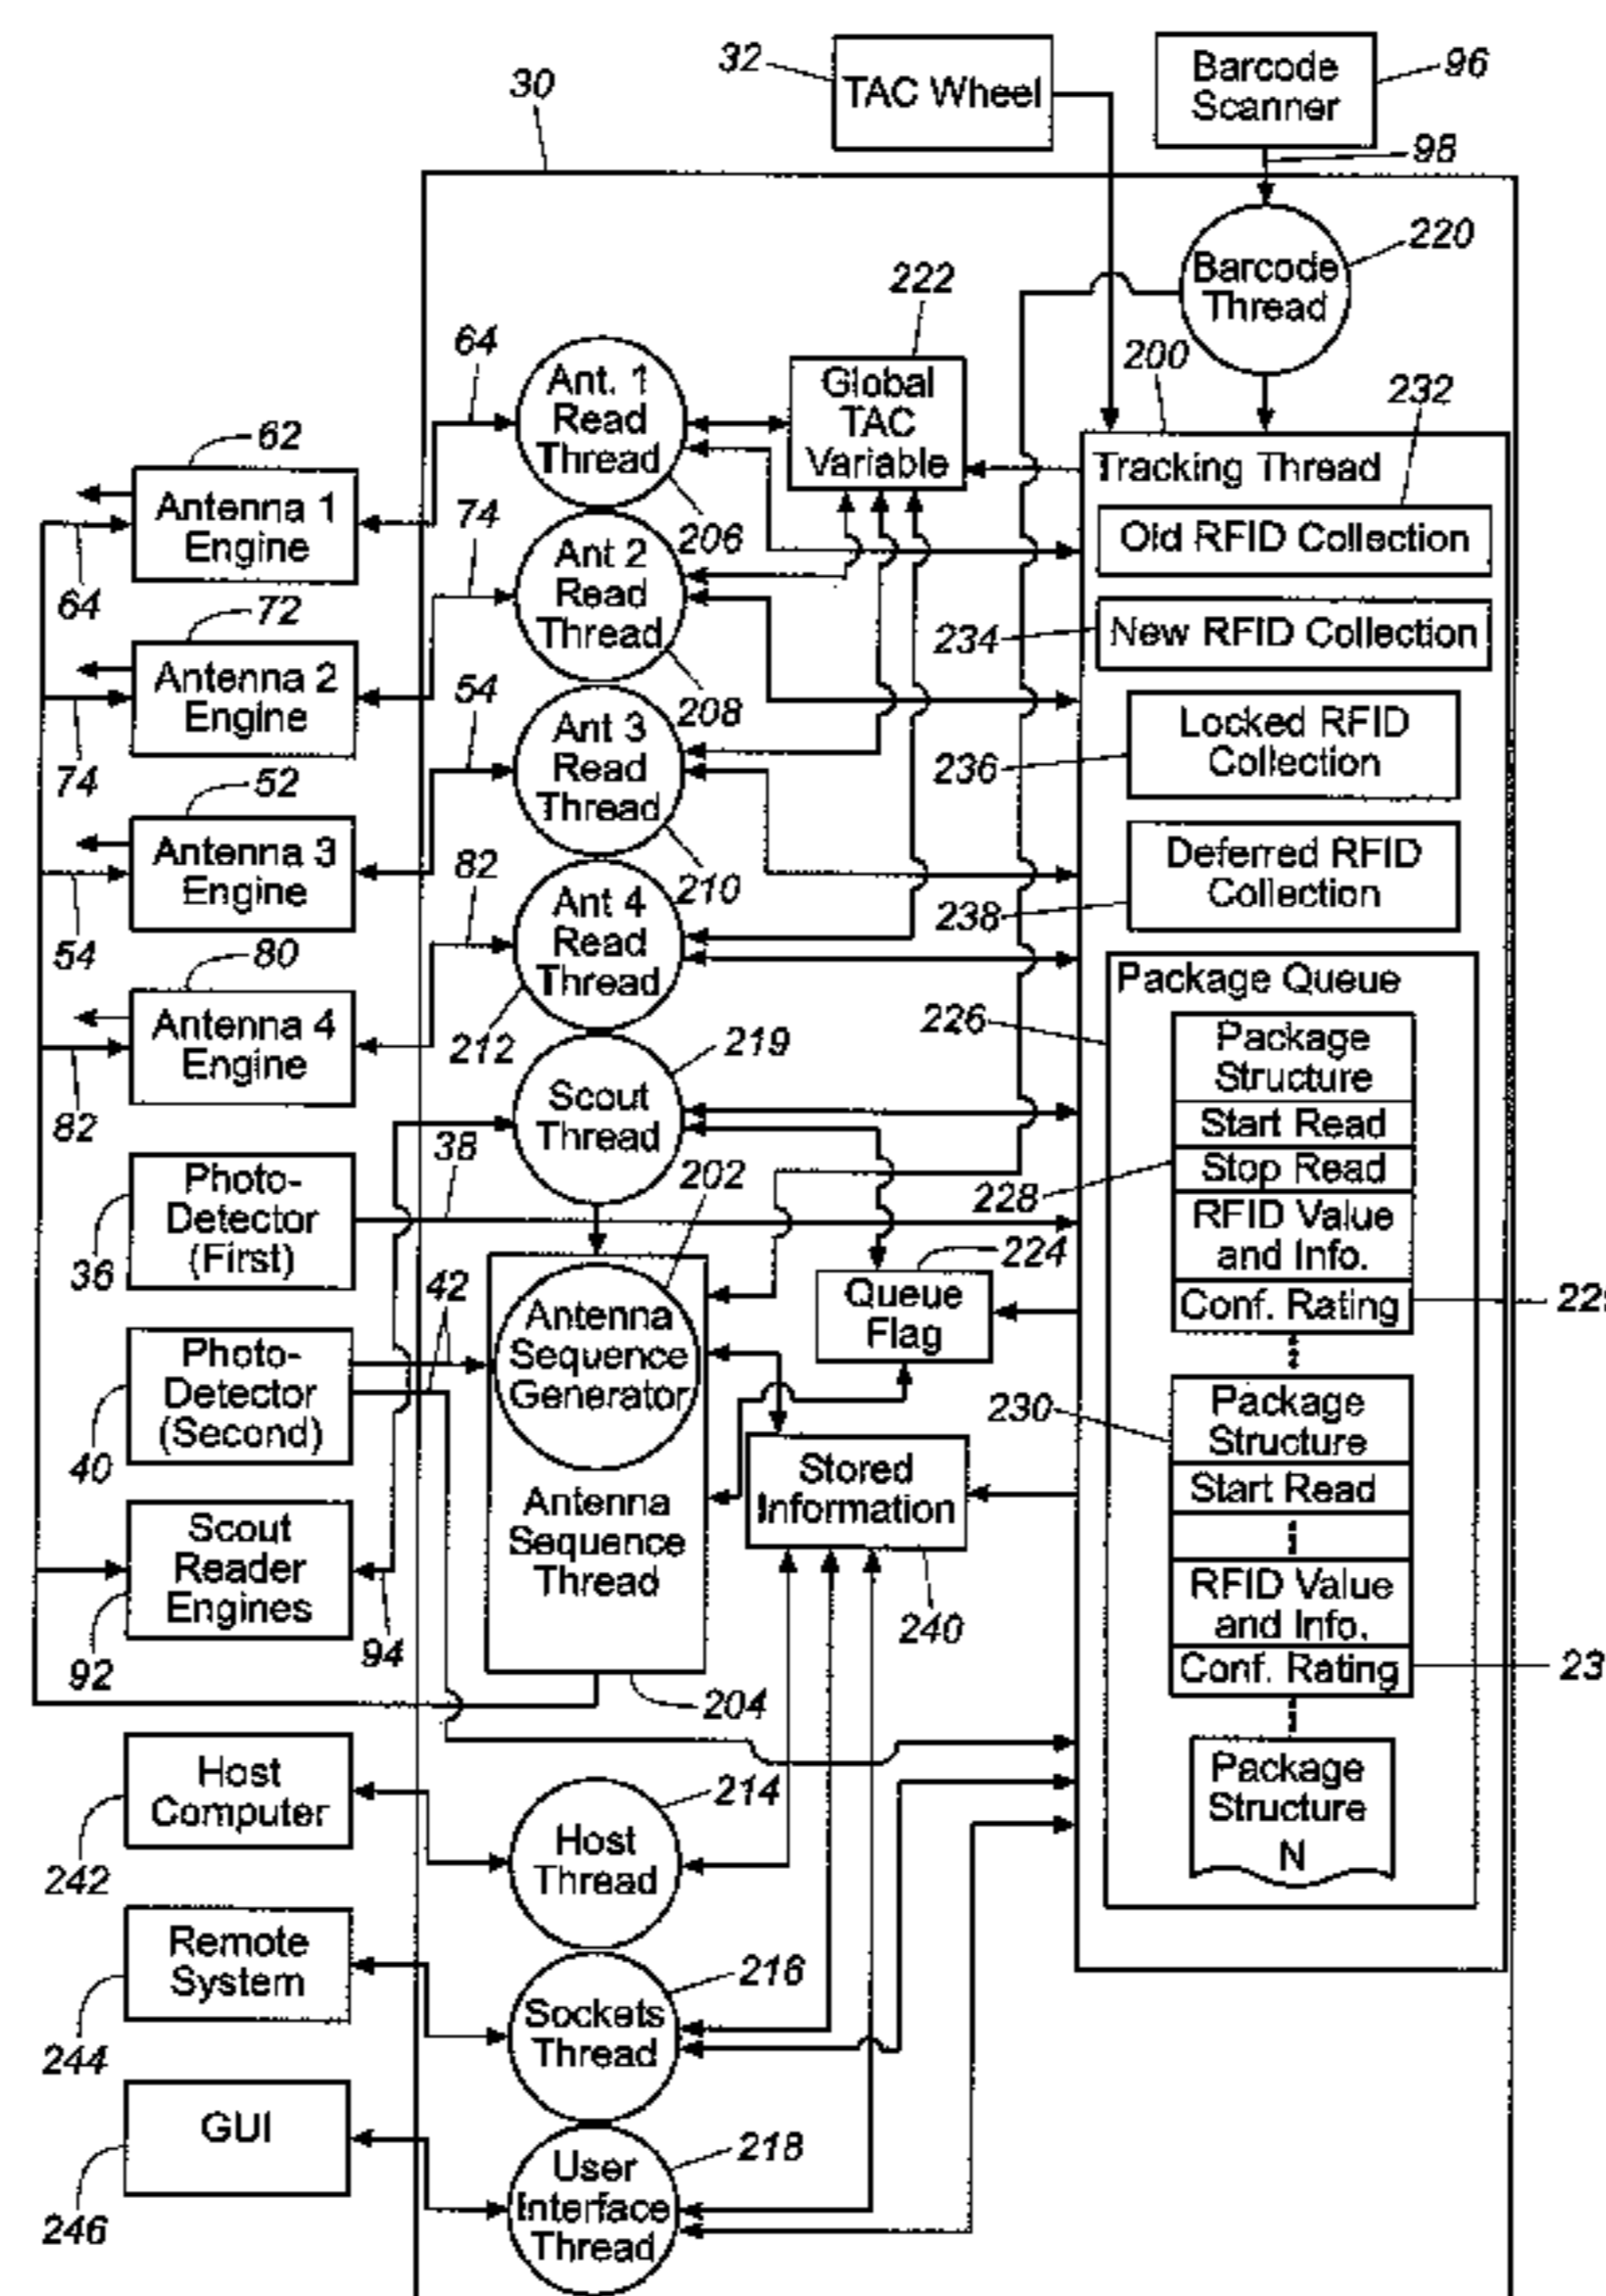 32
TAC Wheel
Barcode
Scanner
96
30
98
Barcode
Thread
220
222
200
232
64
Ant. 1
Read
Thread
206
Global
TAC
Variable
Tracking Thread
Old RFID Collection
62
Antenna 1
Engine
64
74
Ant 2
Read
Thread
208
234
New RFID Collection
72
Antenna 2
Engine
74
54
Ant 3
Read
Thread
210
236
Locked RFID
Collection
52
Antenna 3
Engine
54
82
Ant 4
Read
Thread
212
238
Deferred RFID
Collection
80
Antenna 4
Engine
82
219
Scout
Thread
226
Package Queue
Package
Structure
Start Read
Stop Read
228
RFID Value
and Info.
Conf. Rating
38
Photo-
Detector
(First)
36
202
42
224
Queue
Flag
Antenna
Sequence
Generator
Photo-
Detector
(Second)
40
230
Package
Structure
Start Read
RFID Value
and Info.
Conf. Rating
Stored
Information
240
Antenna
Sequence
Thread
204
Scout
Reader
Engines
92
94
Package
Structure
N
Host
Computer
242
214
Host
Thread
Remote
System
244
216
Sockets
Thread
GUI
246
218
User
Interface
Thread